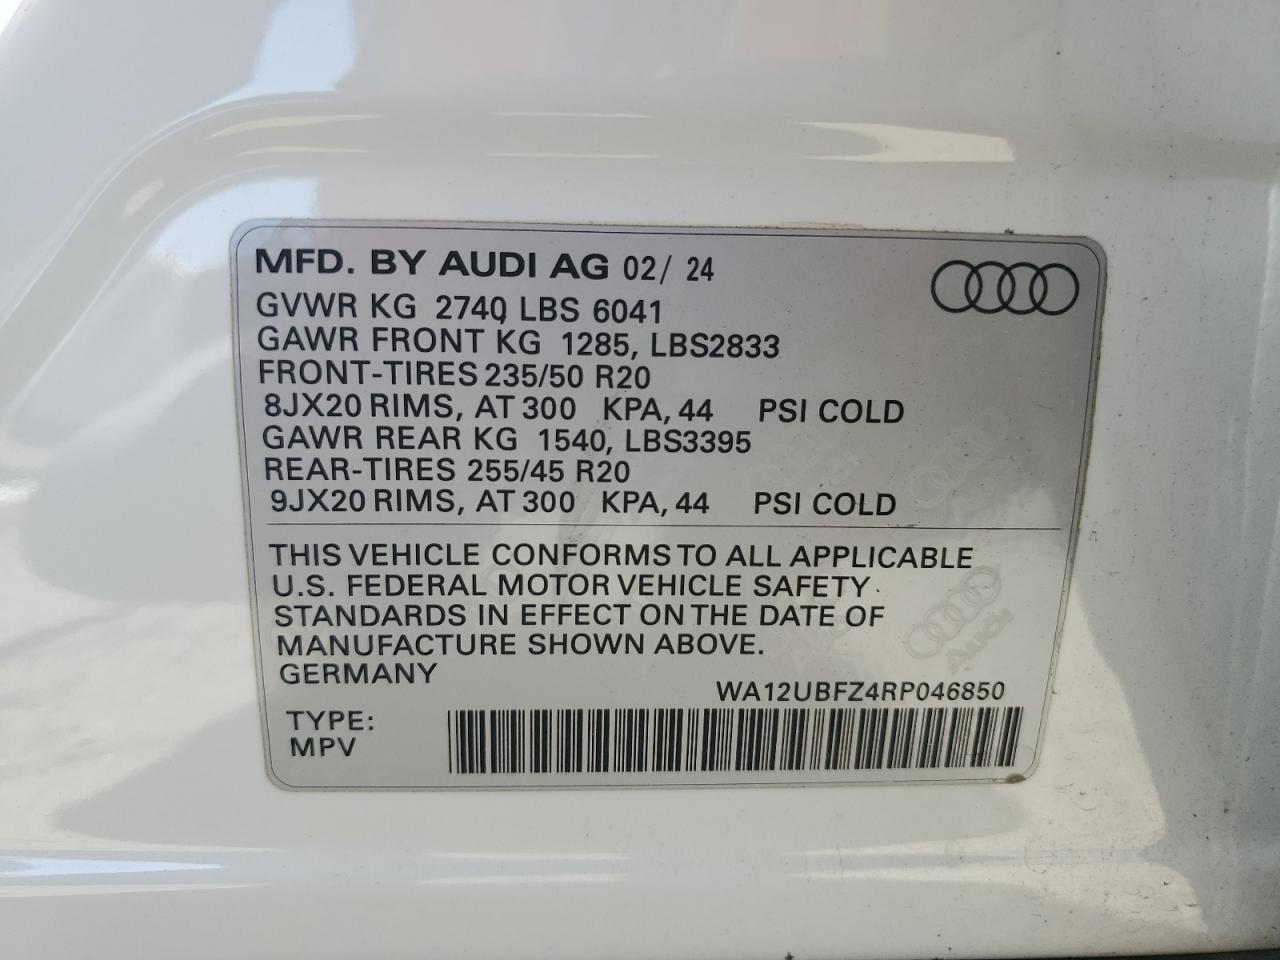 MFD. BY AUDI AG 02/ 24
GVWR KG 2740 LBS 6041
GAWR FRONT KG 1285, LBS2833
FRONT-TIRES 235/50 R20
8JX20 RIMS, AT 300 KPA, 44 PSI COLD
GAWR REAR KG 1540, LBS3395
REAR-TIRES 255/45 R20
9JX20 RIMS, AT 300 KPA, 44 PSI COLD
THIS VEHICLE CONFORMS TO ALL APPLICABLE
U.S. FEDERAL MOTOR VEHICLE SAFETY
STANDARDS IN EFFECT ON THE DATE OF
MANUFACTURE SHOWN ABOVE.
GERMANY
WA12UBFZ4RP046850
TYPE:
MPV
Audi